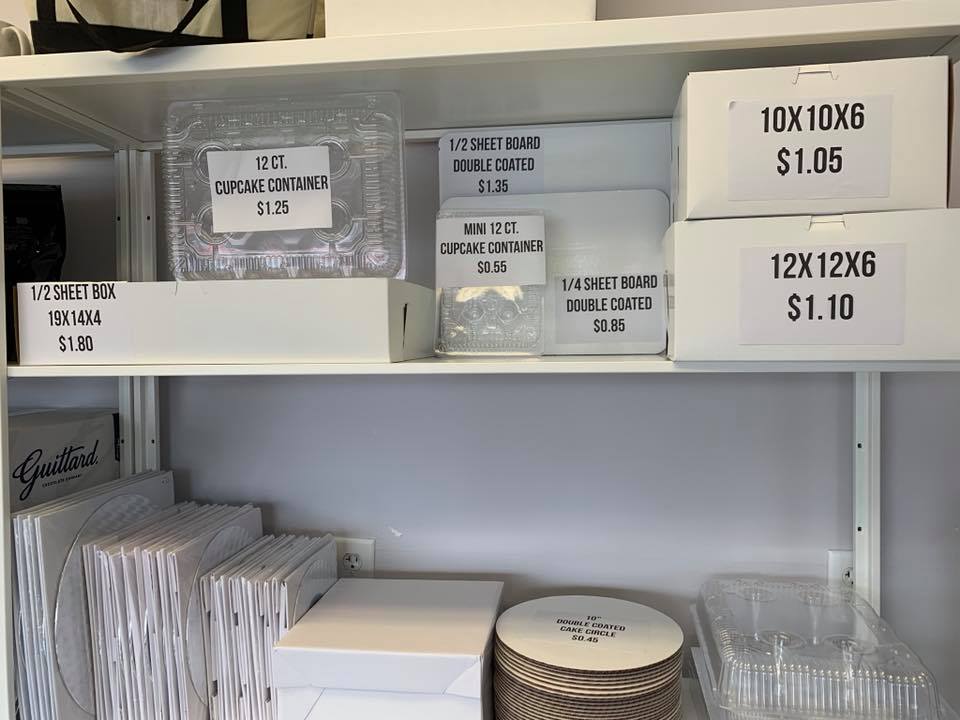 12 CT.
CUPCAKE CONTAINER
$1.25
1/2 SHEET BOARD
DOUBLE COATED
$1.35
10X10X6
$1.05
MINI 12 CT.
CUPCAKE CONTAINER
$0.55
1/4 SHEET BOARD
DOUBLE COATED
$0.85
12X12X6
$1.10
1/2 SHEET BOX
19X14X4
$1.80
Guittard.
CHOCOLATE COMPANY
10"
DOUBLE COATED
CAKE CIRCLE
$0.45